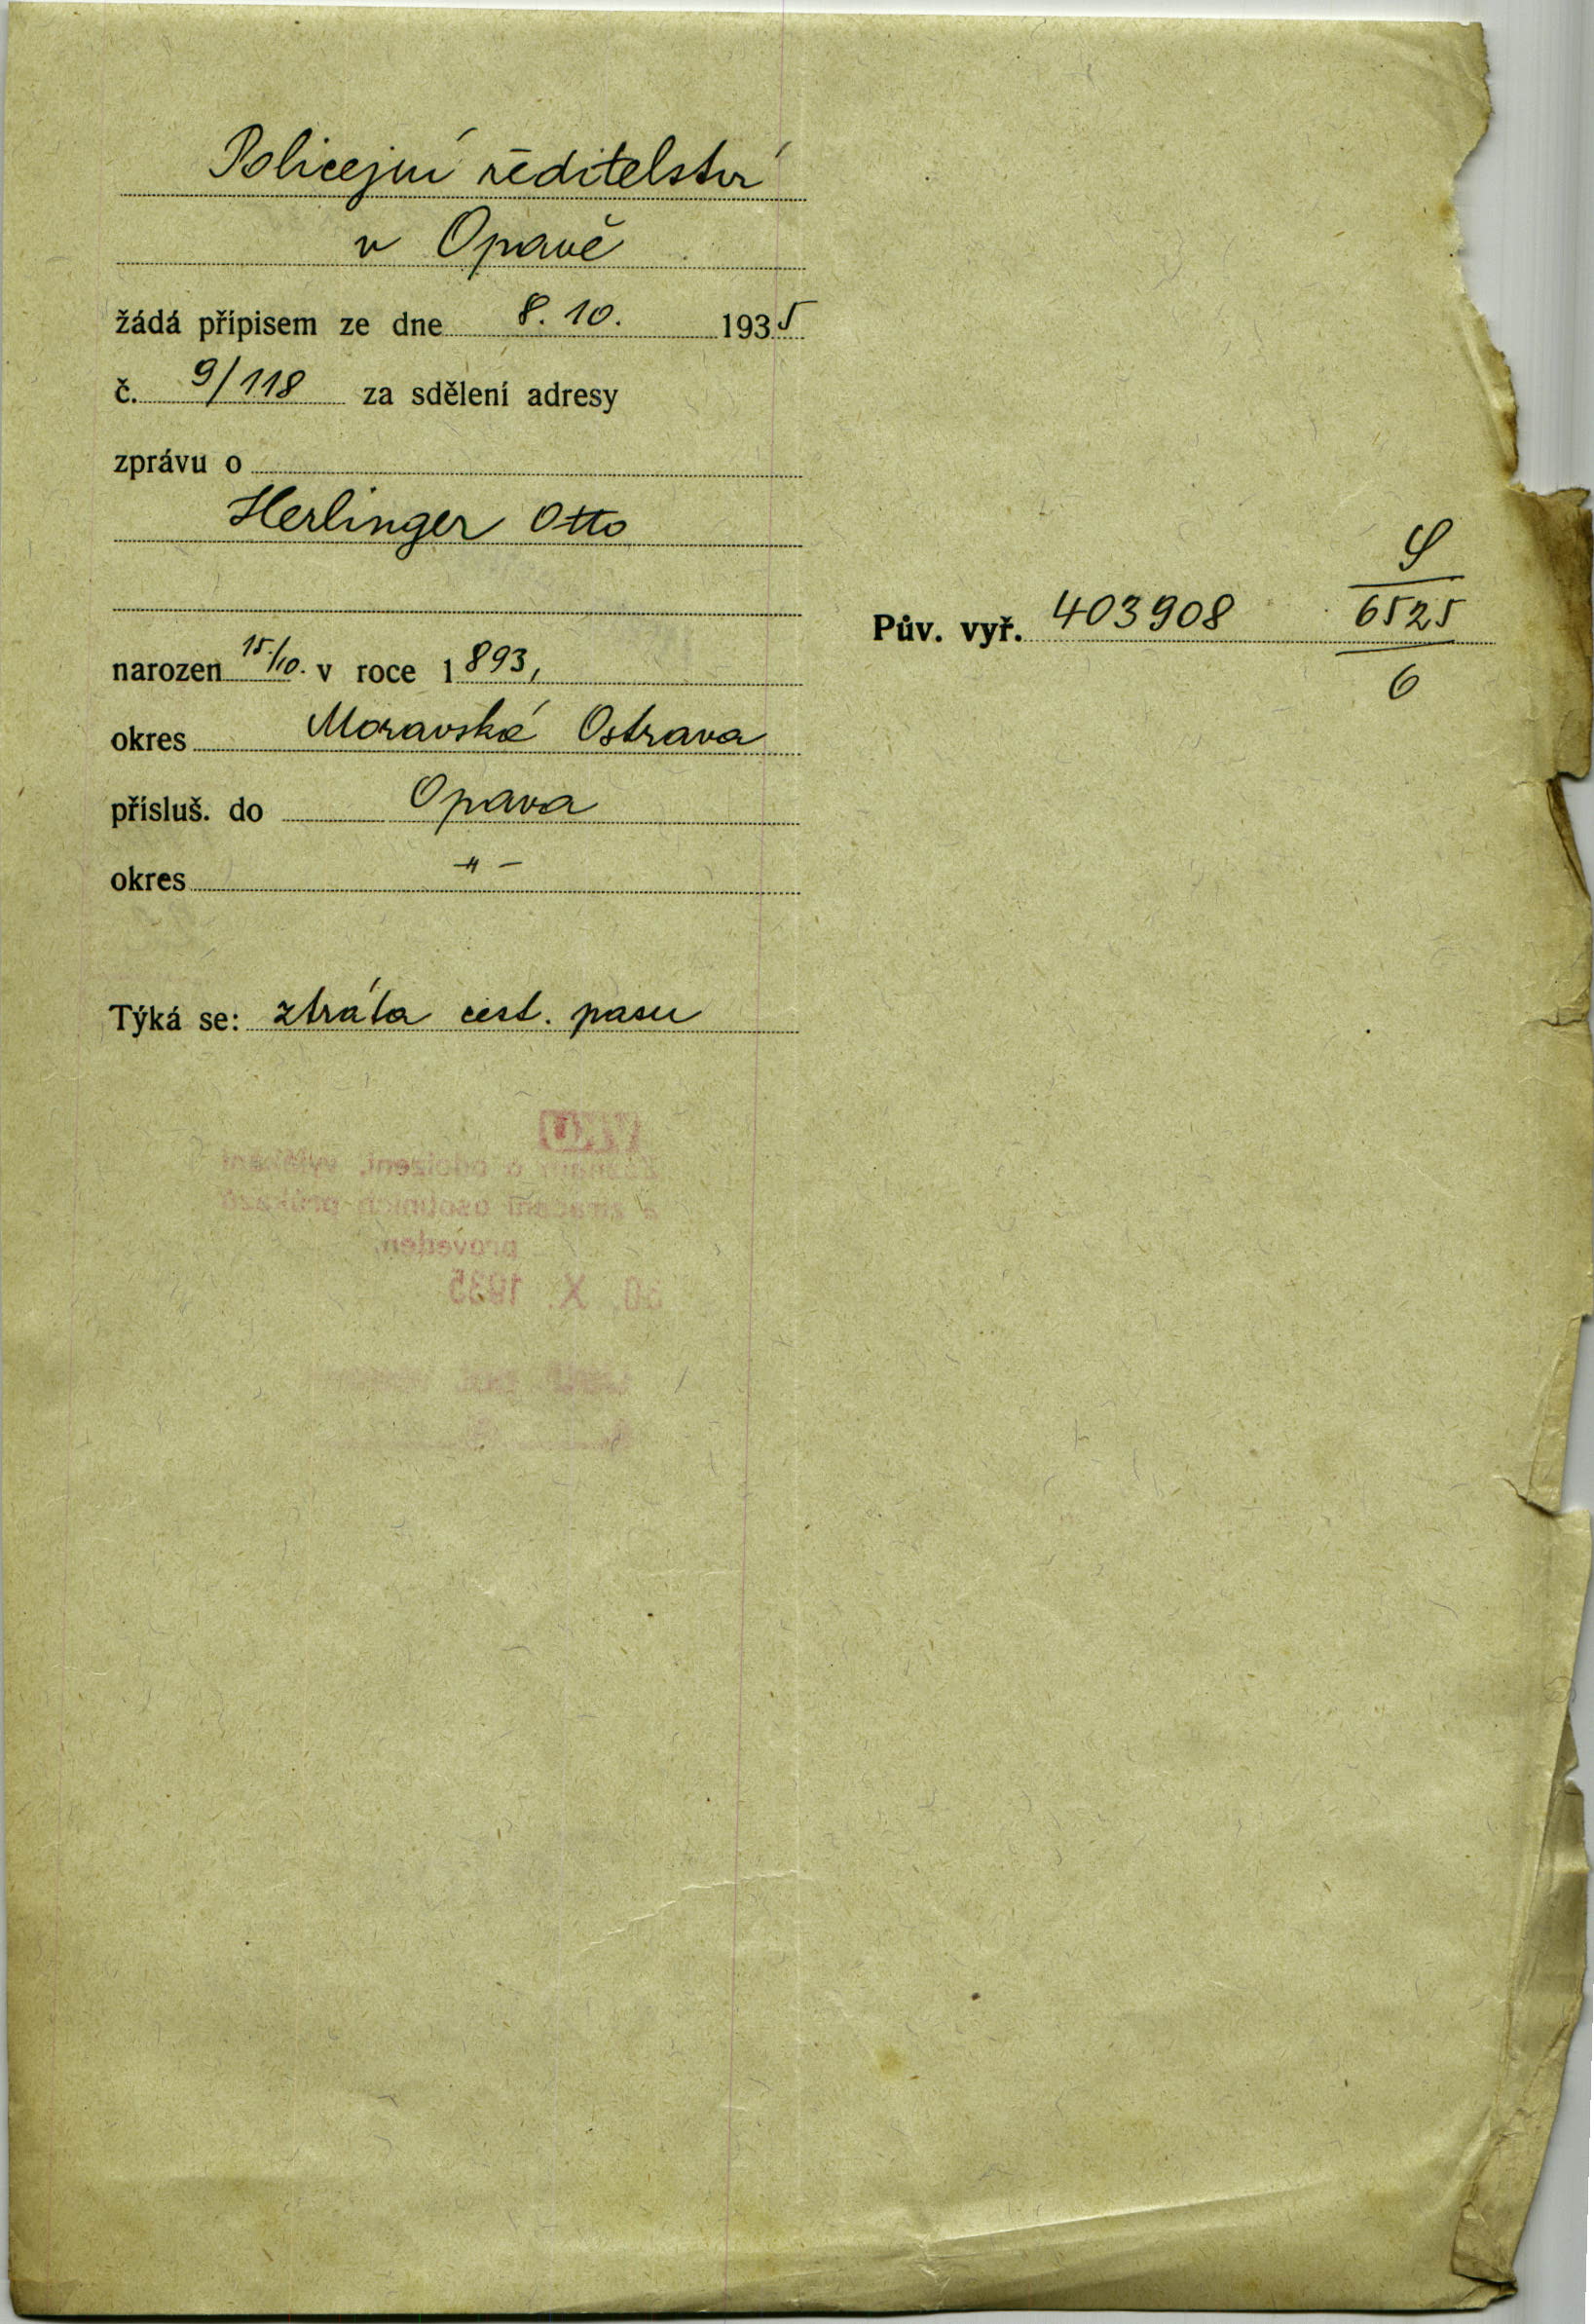 Policejní ředitelství
v Opavě
žádá přípisem ze dne 8. 10. 1935
č. 9/118 za sdělení adresy
zprávu o
Herlinger Otto
narozen 15./10. v roce 1893,
okres Moravská Ostrava
přísluš. do Opava
okres -"-
Týká se: ztráta cest. pasu
Pův. vyř. 403908
S
6525
6
provedен
X. 1935